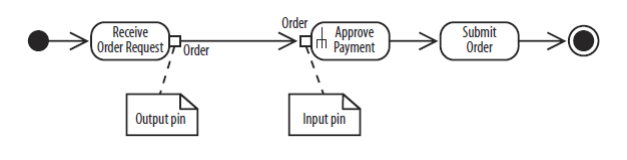 Receive
Order Request
Order
Order
Approve
Payment
Submit
Order
Output pin
Input pin